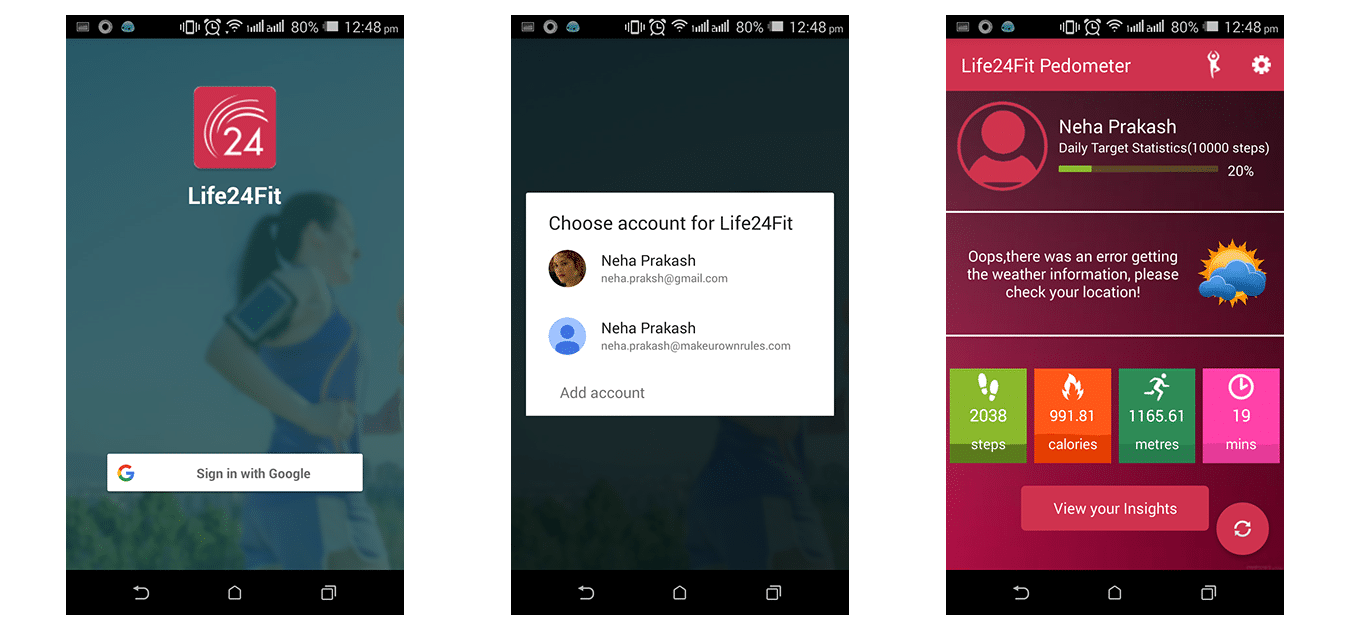 80% 12:48 pm
24
Life24Fit
Sign in with Google
80% 12:48 pm
Choose account for Life24Fit
Neha Prakash
neha.praksh@gmail.com
Neha Prakash
neha.prakash@makeurownrules.com
Add account
80% 12:48 pm
Life24Fit Pedometer
Neha Prakash
Daily Target Statistics(10000 steps)
20%
Oops,there was an error getting
the weather information, please
check your location!
2038
steps
991.81
calories
1165.61
metres
19
mins
View your Insights